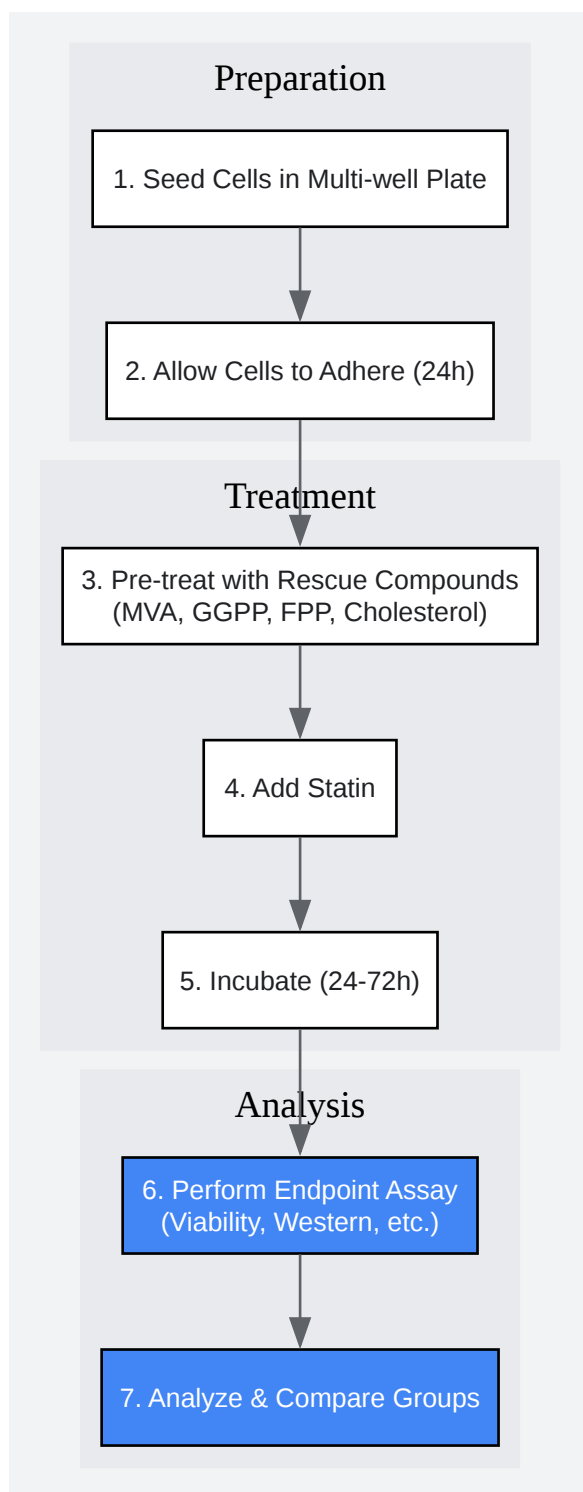 Preparation
1. Seed Cells in Multi-well Plate
2. Allow Cells to Adhere (24h)
Treatment
3. Pre-treat with Rescue Compounds
(MVA, GGPP, FPP, Cholesterol)
4. Add Statin
5. Incubate (24-72h)
Analysis
6. Perform Endpoint Assay
(Viability, Western, etc.)
7. Analyze & Compare Groups